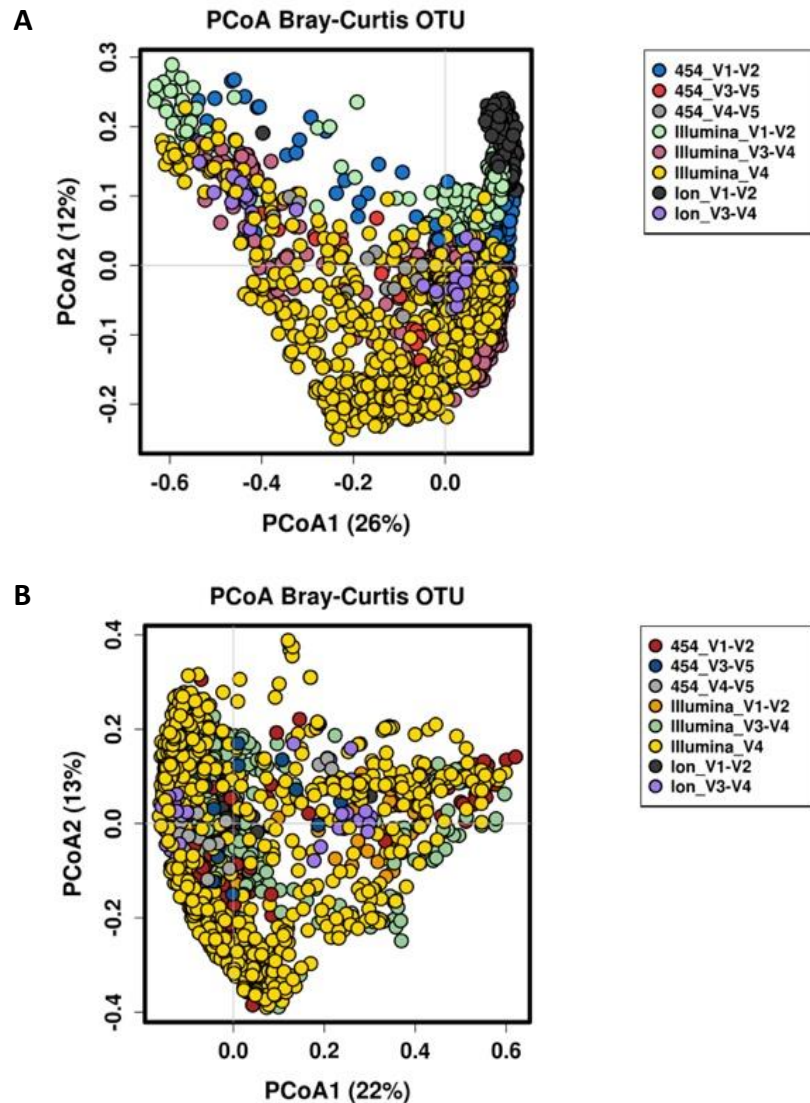 A
PCoA Bray-Curtis OTU
PCoA2 (12%)
0.3
0.2
0.1
0.0
-0.1
-0.2
-0.6
-0.4
-0.2
0.0
PCoA1 (26%)
454_V1-V2
454_V3-V5
454_V4-V5
Illumina_V1-V2
Illumina_V3-V4
Illumina_V4
Ion_V1-V2
Ion_V3-V4
B
PCoA Bray-Curtis OTU
PCoA2 (13%)
0.4
0.2
0.0
-0.2
-0.4
0.0
0.2
0.4
0.6
PCoA1 (22%)
454_V1-V2
454_V3-V5
454_V4-V5
Illumina_V1-V2
Illumina_V3-V4
Illumina_V4
Ion_V1-V2
Ion_V3-V4